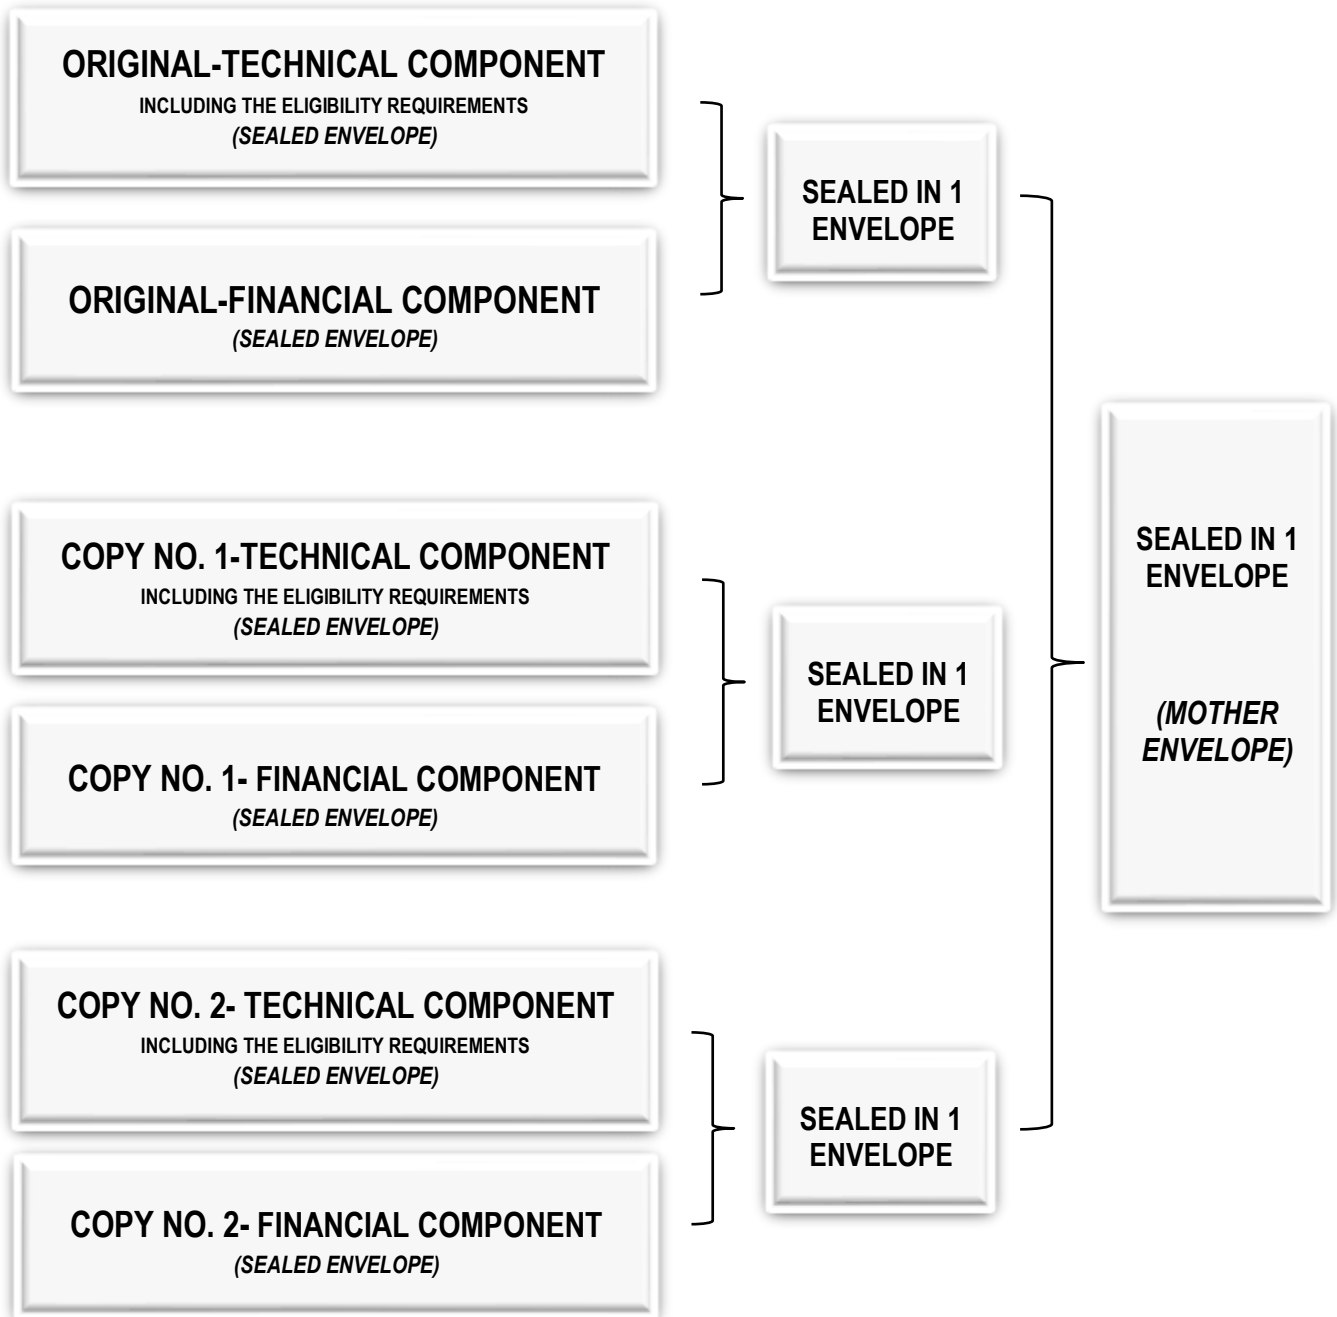 ORIGINAL-TECHNICAL COMPONENT
INCLUDING THE ELIGIBILITY REQUIREMENTS
(SEALED ENVELOPE)
ORIGINAL-FINANCIAL COMPONENT
(SEALED ENVELOPE)
SEALED IN 1
ENVELOPE
COPY NO. 1-TECHNICAL COMPONENT
INCLUDING THE ELIGIBILITY REQUIREMENTS
(SEALED ENVELOPE)
COPY NO. 1- FINANCIAL COMPONENT
(SEALED ENVELOPE)
SEALED IN 1
ENVELOPE
COPY NO. 2- TECHNICAL COMPONENT
INCLUDING THE ELIGIBILITY REQUIREMENTS
(SEALED ENVELOPE)
COPY NO. 2- FINANCIAL COMPONENT
(SEALED ENVELOPE)
SEALED IN 1
ENVELOPE
SEALED IN 1
ENVELOPE
(MOTHER
ENVELOPE)